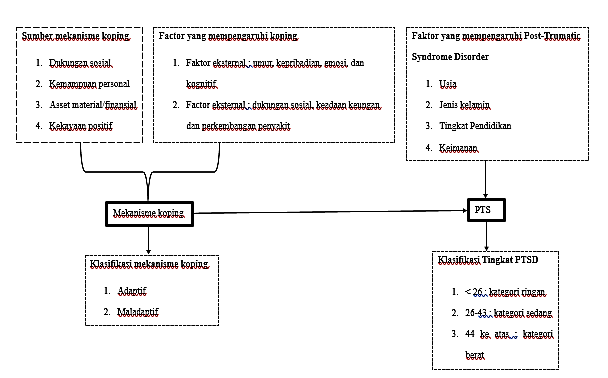 Sumber mekanisme koping
1. Dukungan sosial
2. Kemampuan personal
3. Asset material/finansial
4. Kekayaan positif
Factor yang mempengaruhi koping
1. Faktor eksternal : umur, kepribadian, emosi, dan
kognitif
2. Factor eksternal : dukungan sosial, keadaan keungan,
dan perkembangan penyakit
Faktor yang mempengaruhi Post-Trumatic
Syndrome Disorder
1. Usia
2. Jenis kelamin
3. Tingkat Pendidikan
4. Keimanan
Mekanisme koping
PTS
Klasifikasi mekanisme koping
1. Adaptif
2. Maladantif
Klasifikasi Tingkat PTSD
1. < 26 : kategori ringan
2. 26-43 : kategori sedang
3. 44 ke atas : kategori
berat